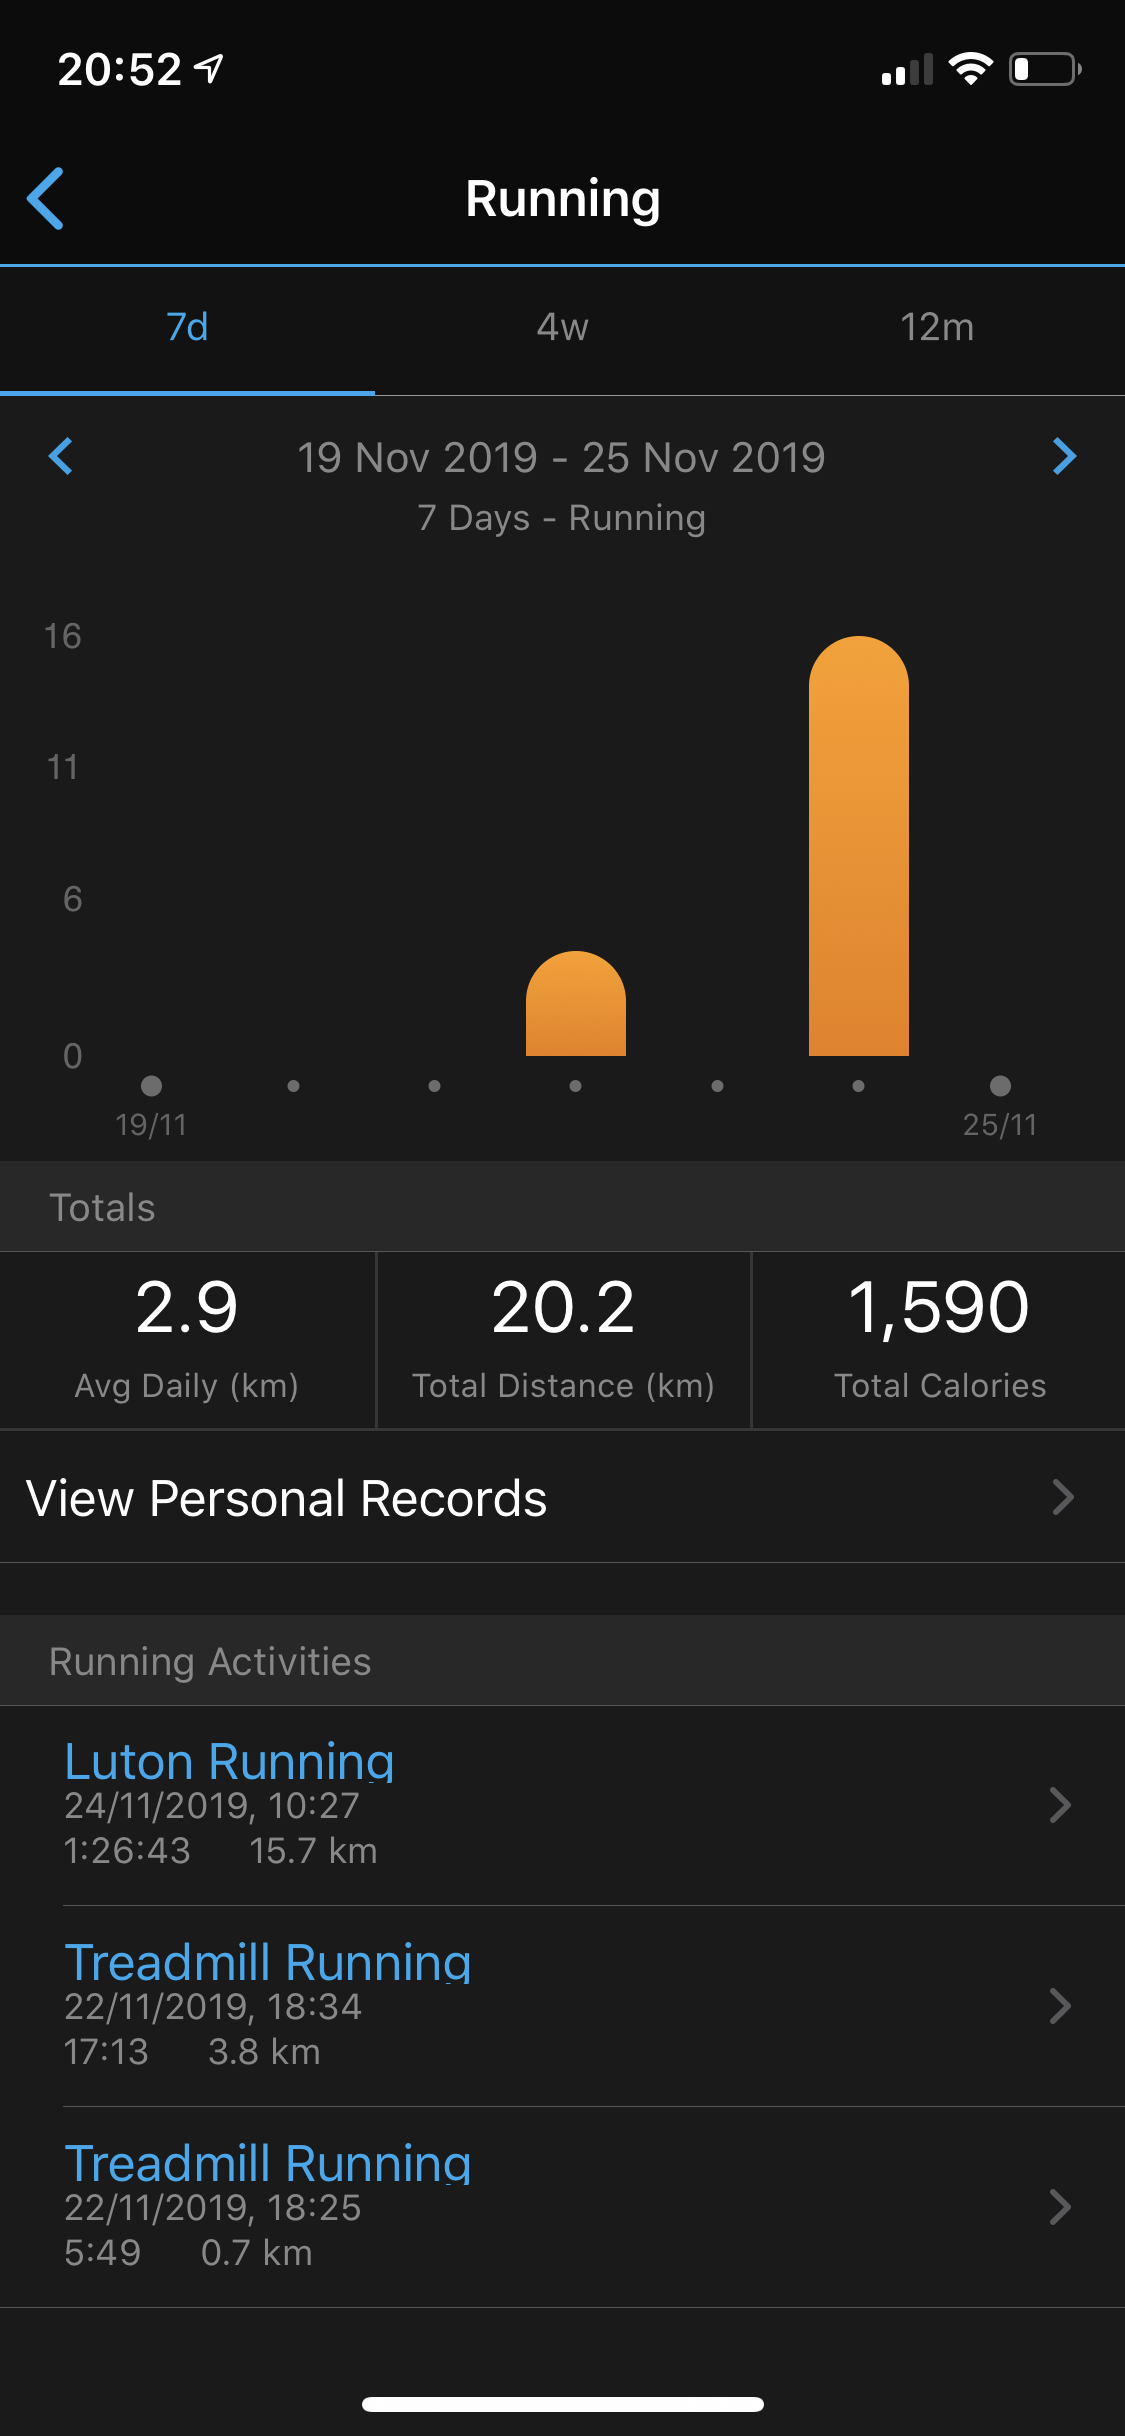 20:52
Running
7d 4w 12m
19 Nov 2019 - 25 Nov 2019
7 Days - Running
16
11
6
0
19/11 25/11
Totals
2.9 20.2 1,590
Avg Daily (km) Total Distance (km) Total Calories
View Personal Records
Running Activities
Luton Running
24/11/2019, 10:27
1:26:43 15.7 km
Treadmill Running
22/11/2019, 18:34
17:13 3.8 km
Treadmill Running
22/11/2019, 18:25
5:49 0.7 km